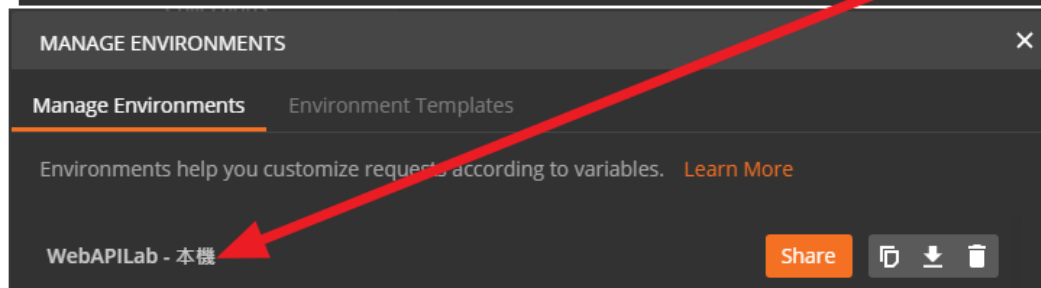 MANAGE ENVIRONMENTS
Manage Environments Environment Templates
Environments help you customize requests according to variables. Learn More
WebAPILab - 本機 Share